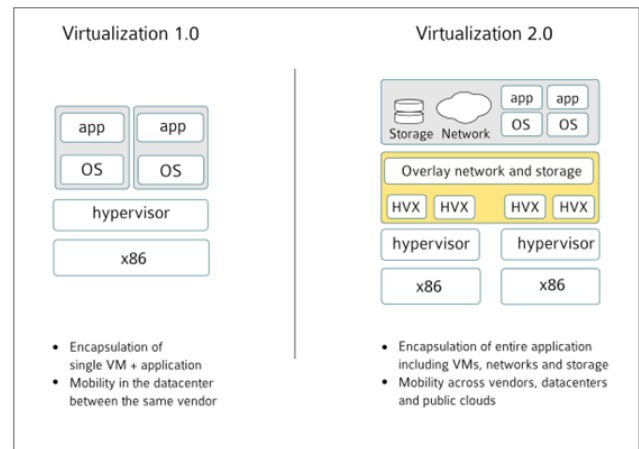 Virtualization 1.0
app app
OS OS
hypervisor
x86
• Encapsulation of
single VM + application
• Mobility in the datacenter
between the same vendor
Virtualization 2.0
app app
Storage Network OS OS
Overlay network and storage
HVX HVX HVX HVX
hypervisor hypervisor
x86 x86
• Encapsulation of entire application
including VMs, networks and storage
• Mobility across vendors, datacenters
and public clouds